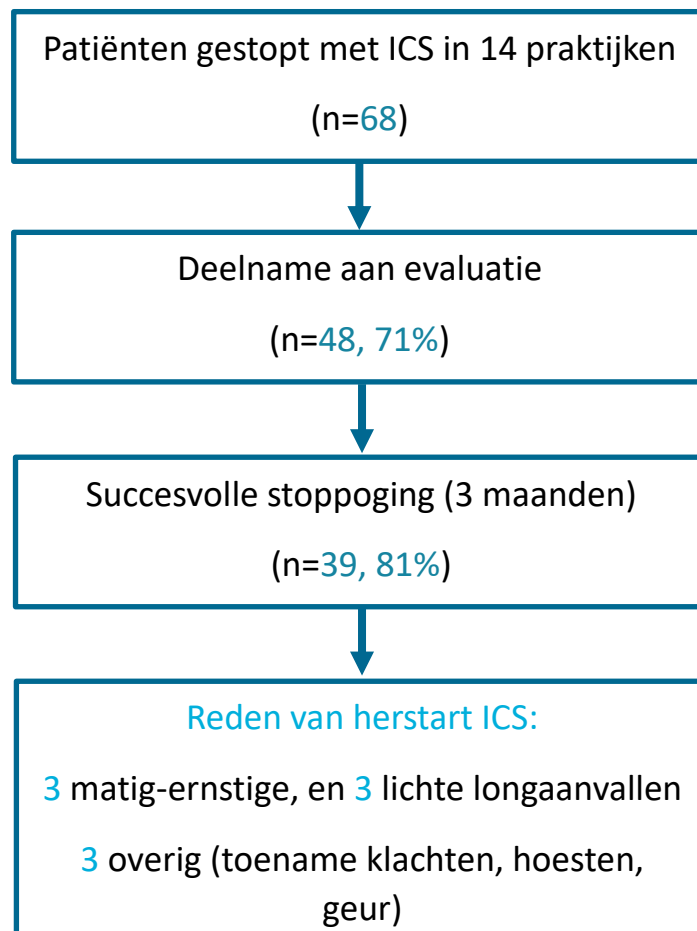 Patiënten gestopt met ICS in 14 praktijken
(n=68)
Deelname aan evaluatie
(n=48, 71%)
Succesvolle stoppoging (3 maanden)
(n=39, 81%)
Reden van herstart ICS:
3 matig-ernstige, en 3 lichte longaanvallen
3 overig (toename klachten, hoesten,
geur)